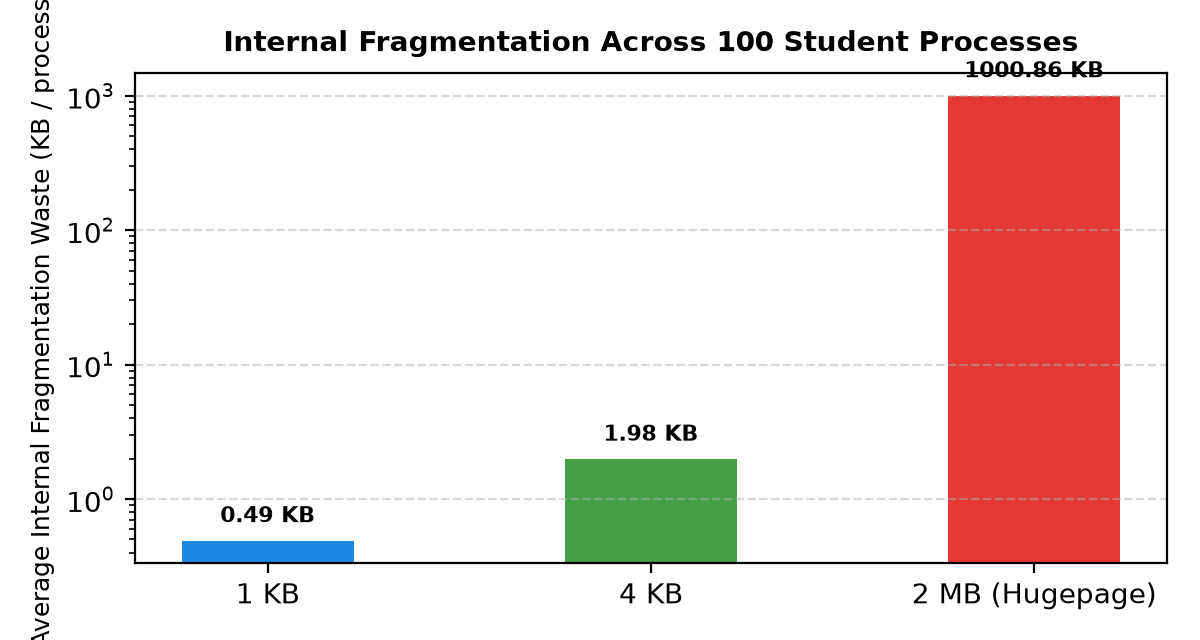 Internal Fragmentation Across 100 Student Processes
Average Internal Fragmentation Waste (KB / process
10³
10²
10¹
10⁰
0.49 KB
1.98 KB
1000.86 KB
1 KB
4 KB
2 MB (Hugepage)